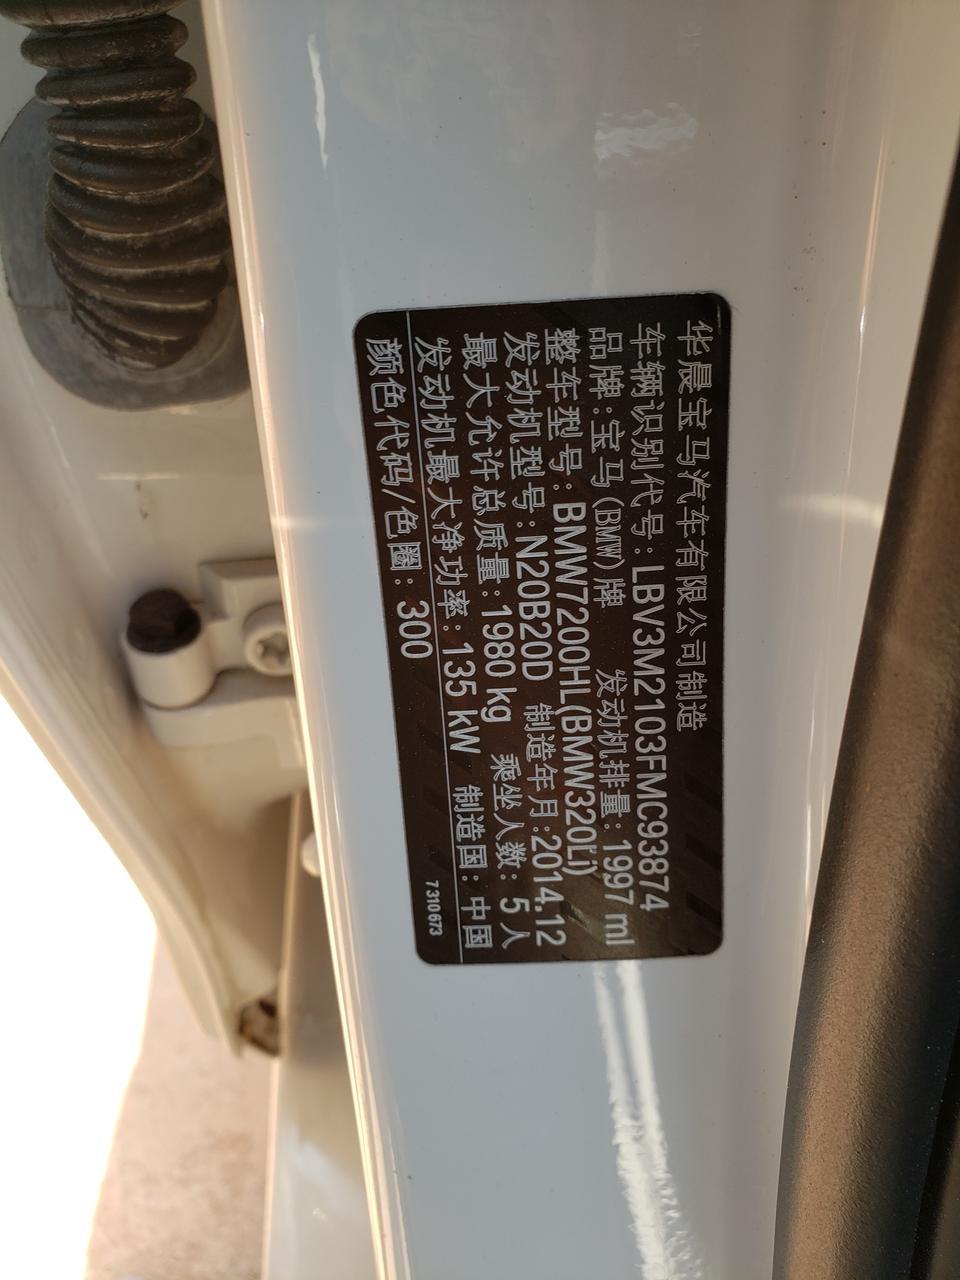 华晨宝马汽车有限公司制造
车辆识别代号:LBV3M2103FMC93874
品牌:宝马(BMW)牌 发动机排量:1997 ml
整车型号:BMW7200HL(BMW320Li)
发动机型号:N20B20D 制造年月:2014.12
最大允许总质量:1980 kg 乘坐人数:5人
发动机最大净功率:135 kW 制造国:中国
颜色代码/色圈:300
7310673